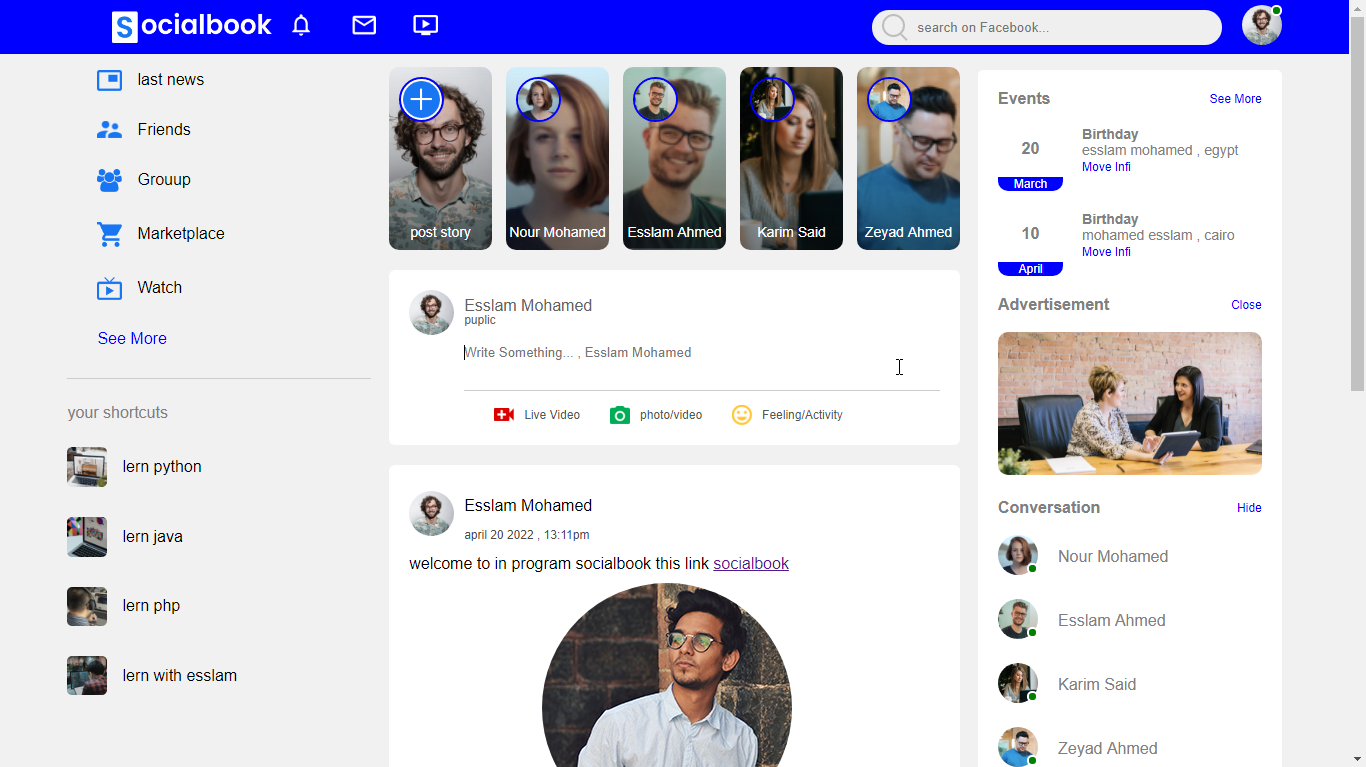 Socialbook
search on Facebook...
last news
Friends
Grouup
Marketplace
Watch
See More
your shortcuts
lern python
lern java
lern php
lern with esslam
post story
Nour Mohamed
Esslam Ahmed
Karim Said
Zeyad Ahmed
Esslam Mohamed
puplic
Write Something... , Esslam Mohamed
Live Video
photo/video
Feeling/Activity
Esslam Mohamed
april 20 2022 , 13:11pm
welcome to in program socialbook this link socialbook
Events
See More
20
March
Birthday
esslam mohamed , egypt
Move Infi
10
April
Birthday
mohamed esslam , cairo
Move Infi
Advertisement
Close
Conversation
Hide
Nour Mohamed
Esslam Ahmed
Karim Said
Zeyad Ahmed